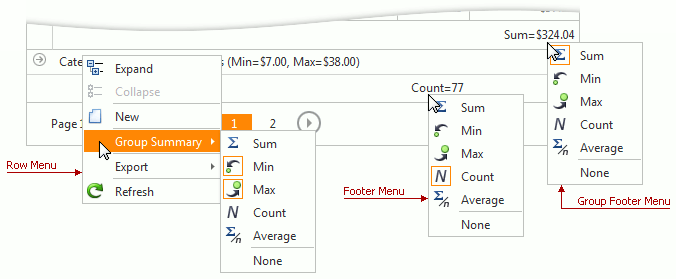 Sum=$324.04
Cate s (Min=$7.00, Max=$38.00)
Count=77
Page 1 2
Expand
Collapse
New
Group Summary
Export
Refresh
Sum
Min
Max
Count
Average
None
Sum
Min
Max
Count
Average
None
Sum
Min
Max
Count
Average
None
Row Menu
Footer Menu
Group Footer Menu